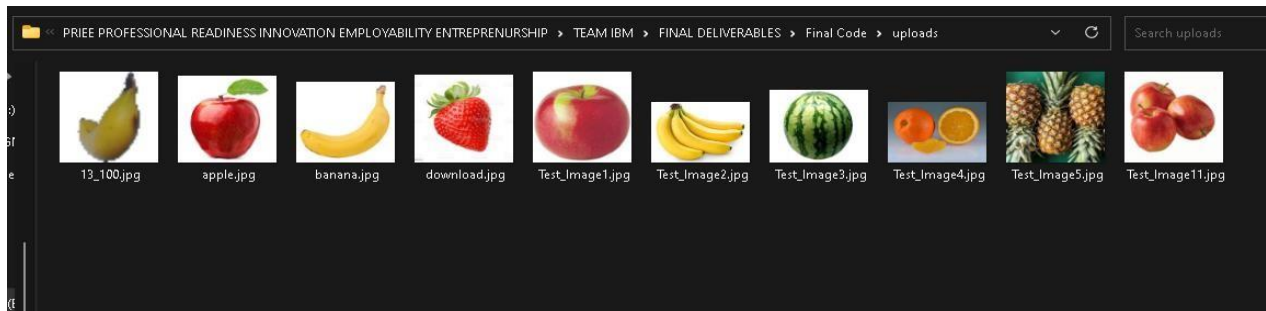 « PRIEE PROFESSIONAL READINESS INNOVATION EMPLOYABILITY ENTREPRENURSHIP > TEAM IBM > FINAL DELIVERABLES > Final Code > uploads
Search uploads
13_100.jpg
apple.jpg
banana.jpg
download.jpg
Test_Image1.jpg
Test_Image2.jpg
Test_Image3.jpg
Test_Image4.jpg
Test_Image5.jpg
Test_Image11.jpg